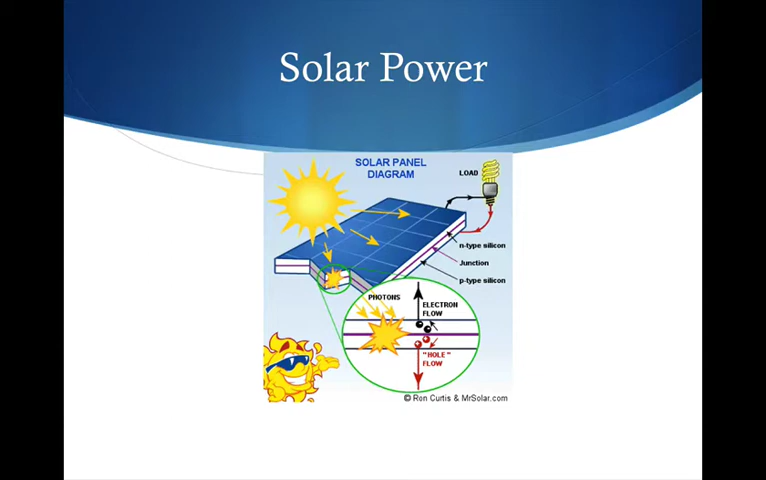 Solar Power
SOLAR PANEL
DIAGRAM
LOAD
n-type silicon
Junction
p-type silicon
PHOTONS
ELECTRON
FLOW
"HOLE"
FLOW
© Ron Curtis & MrSolar.com